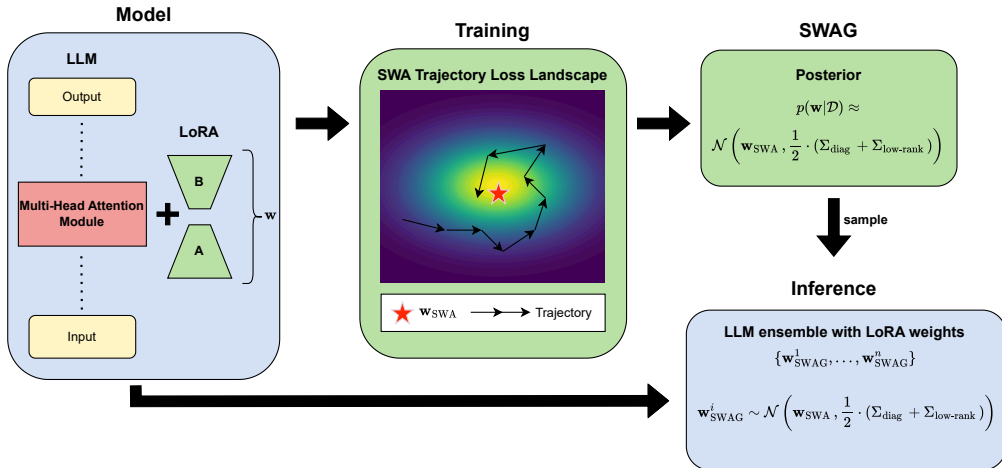 Model
LLM
Output
LoRA
B
Multi-Head Attention
Module
A
w
Input
Training
SWA Trajectory Loss Landscape
w_SWA
Trajectory
SWAG
Posterior
p(w|𝒟) ≈
𝒩(w_SWA, 1/2 · (Σ_diag + Σ_low-rank))
sample
Inference
LLM ensemble with LoRA weights
{w^1_SWAG, . . . , w^n_SWAG}
w^i_SWAG ∼ 𝒩(w_SWA, 1/2 · (Σ_diag + Σ_low-rank))